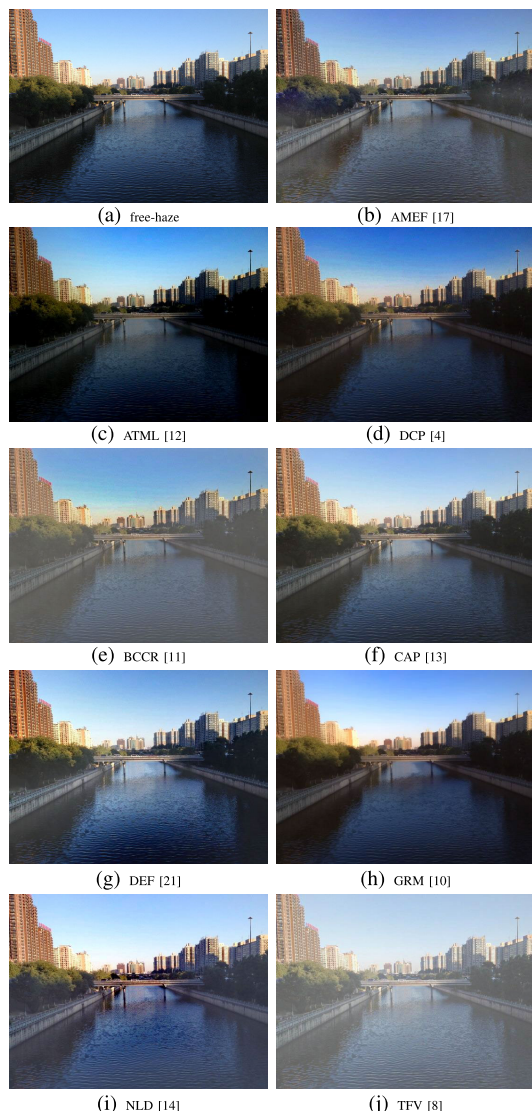 (a) free-haze
(b) AMEF [17]
(c) ATML [12]
(d) DCP [4]
(e) BCCR [11]
(f) CAP [13]
(g) DEF [21]
(h) GRM [10]
(i) NLD [14]
(j) TFV [8]